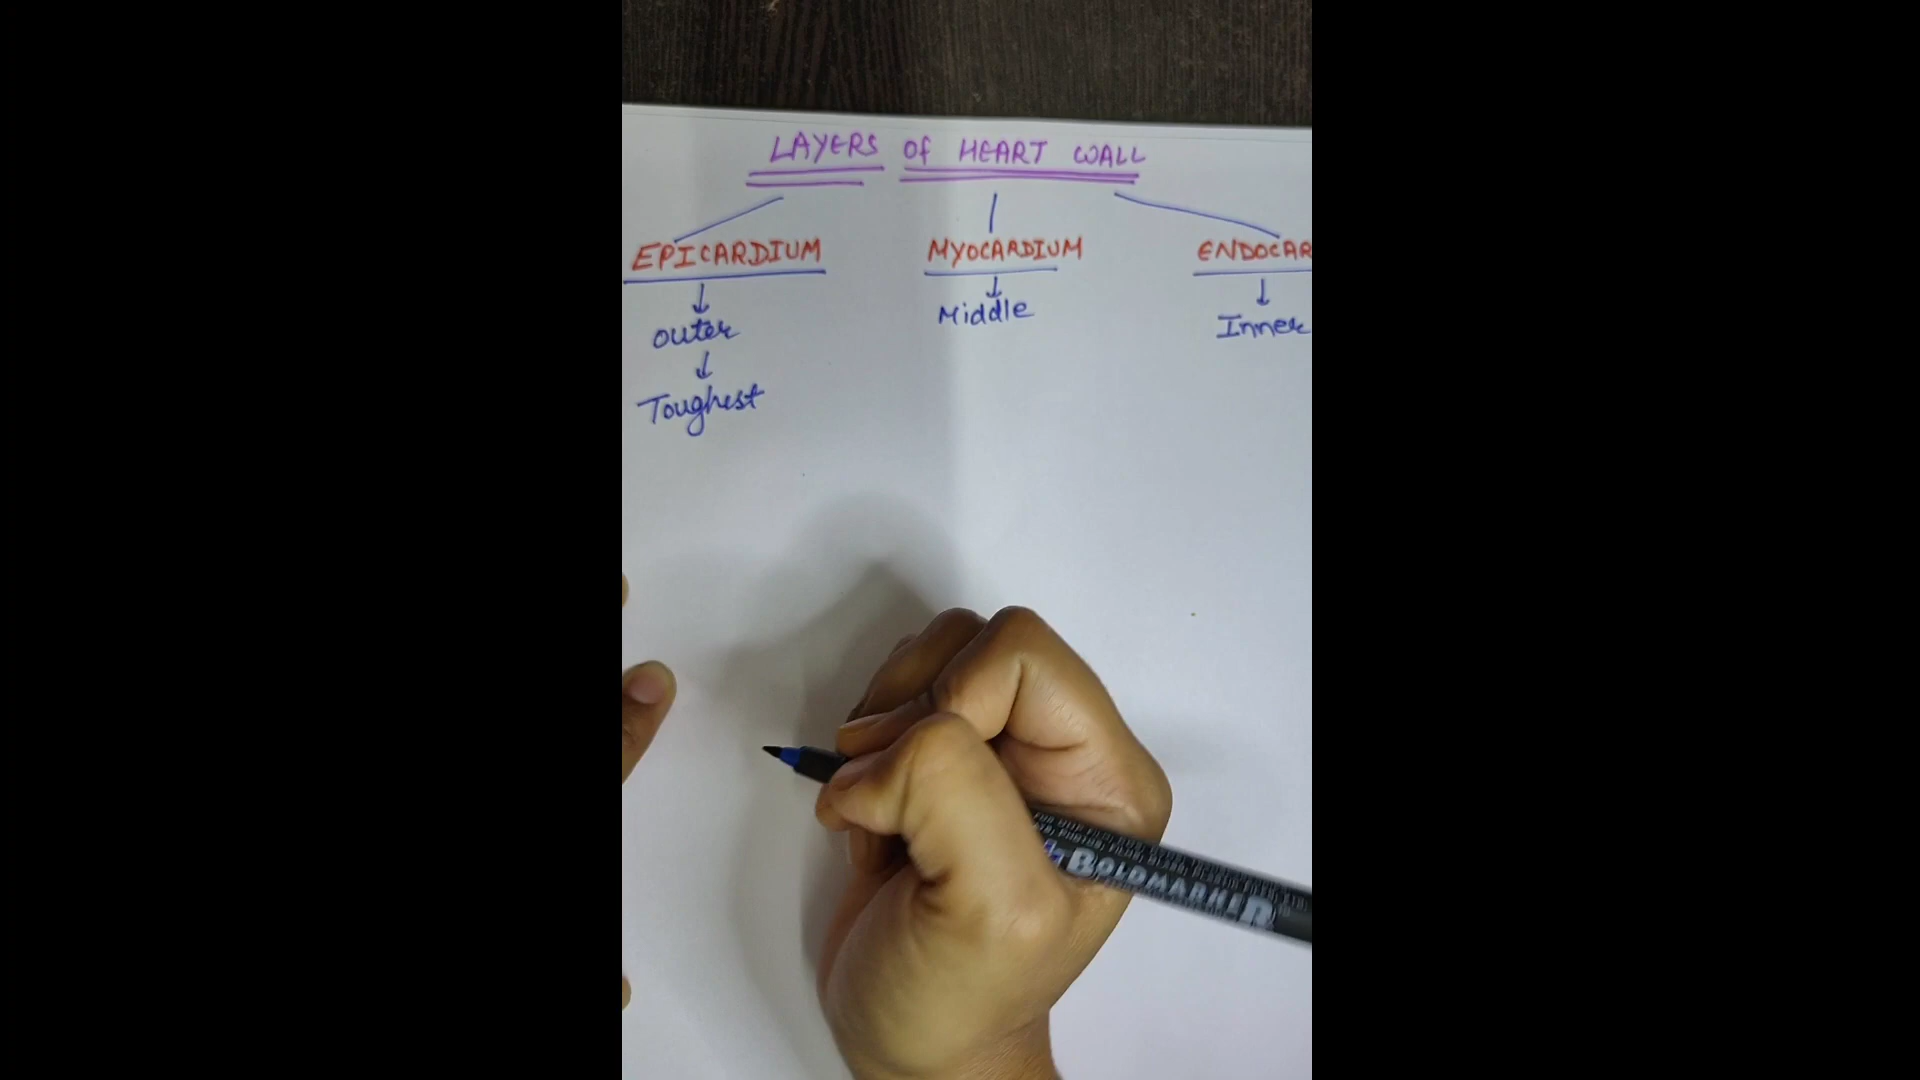 LAYERS Of HEART WALL
EPICARDIUM MYOCARDIUM ENDOCAR
Outer Middle Inner
Toughest
BOLDMARKER